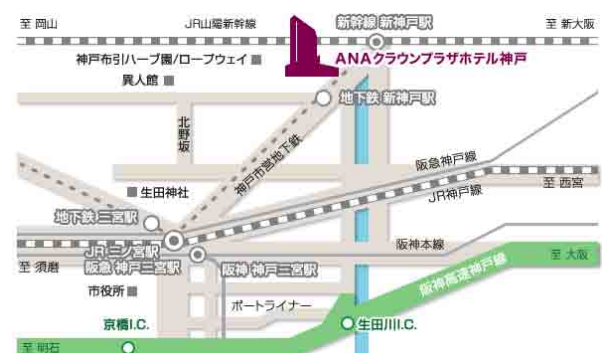 至 岡山
JR山陽新幹線
新幹線 新神戸駅
至 新大阪
神戸布引ハーブ園/ロープウェイ
ANAクラウンプラザホテル神戸
異人館
地下鉄 新神戸駅
北野坂
神戸市営地下鉄
阪急神戸線
JR神戸線
至 西宮
生田神社
地下鉄 三宮駅
JR 三ノ宮駅
阪神本線
至 須磨
阪急 神戸三宮駅
阪神 神戸三宮駅
至 大阪
阪神高速神戸線
市役所
ポートライナー
京橋I.C.
生田川I.C.
至 明石